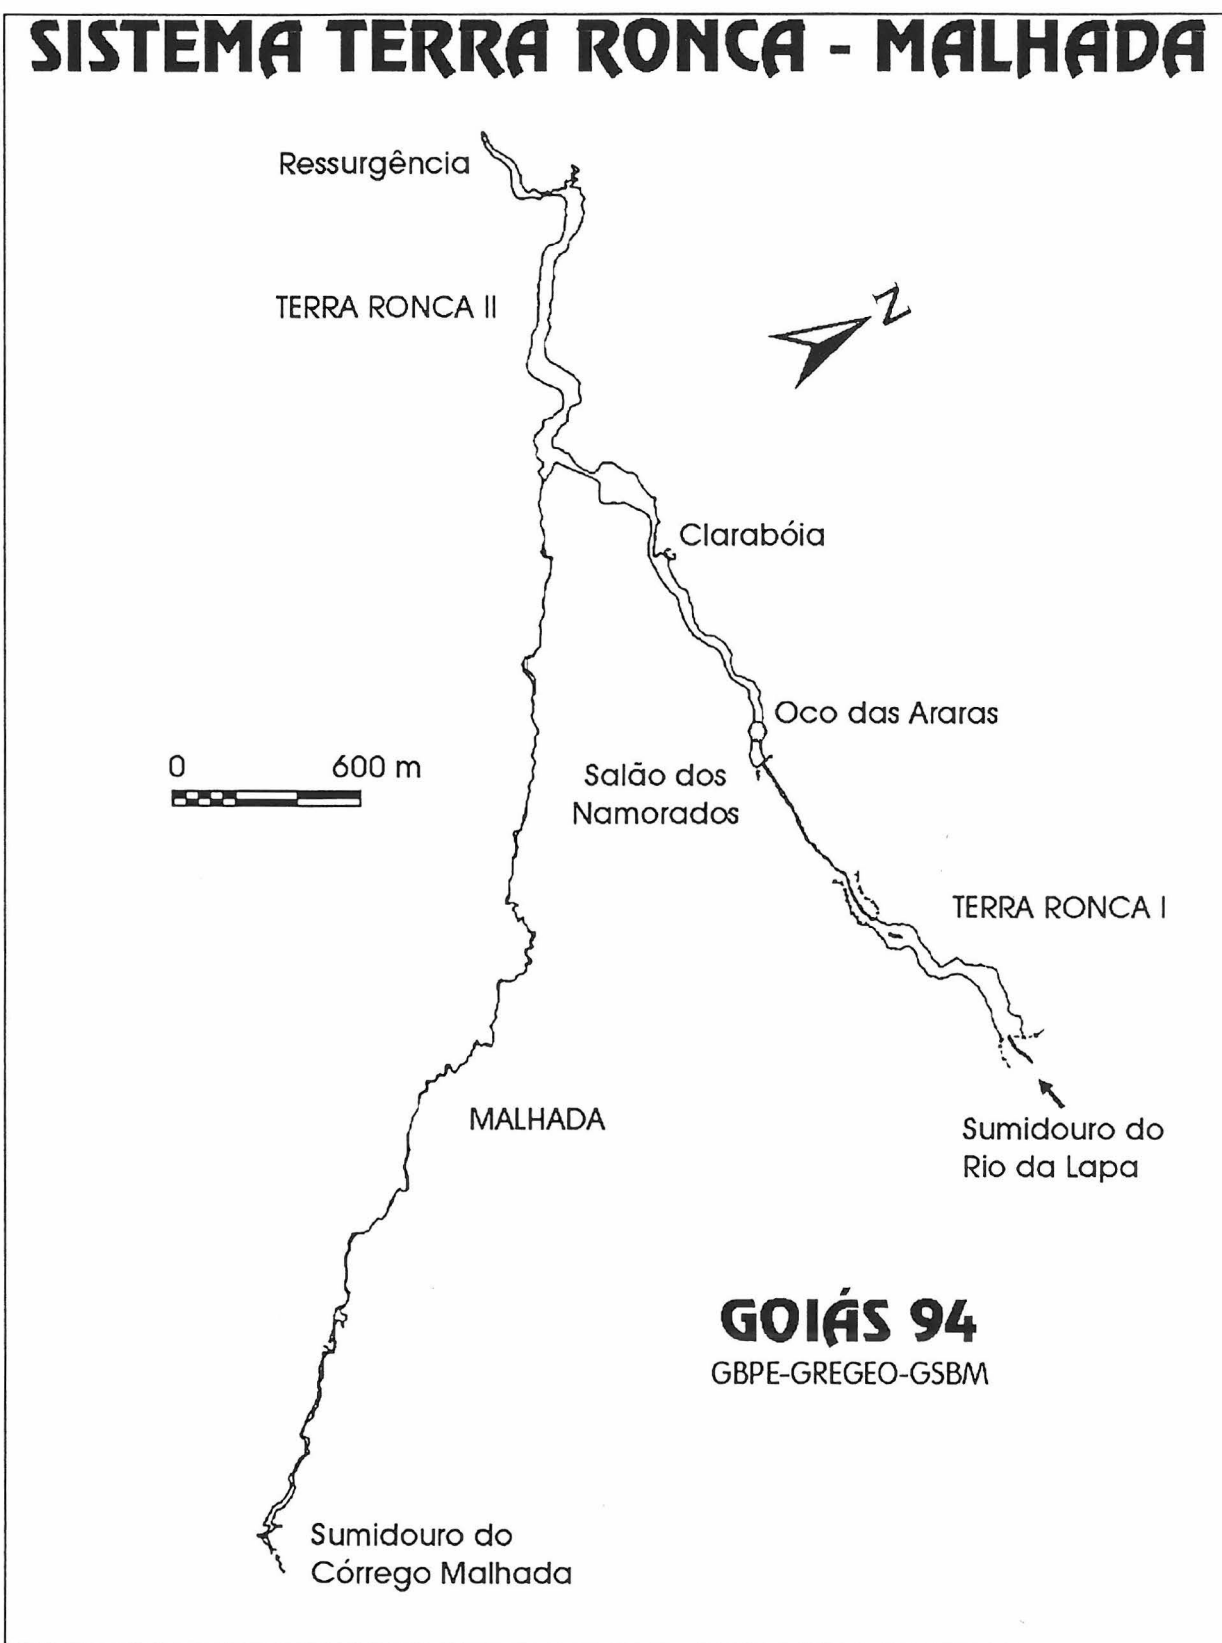 SISTEMA TERRA RONCA - MALHADA
Ressurgência
TERRA RONCA II
N
Clarabóia
Oco das Araras
0 600 m
Salão dos
Namorados
TERRA RONCA I
MALHADA
Sumidouro do
Rio da Lapa
GOIÁS 94
GBPE-GREGEO-GSBM
Sumidouro do
Córrego Malhada